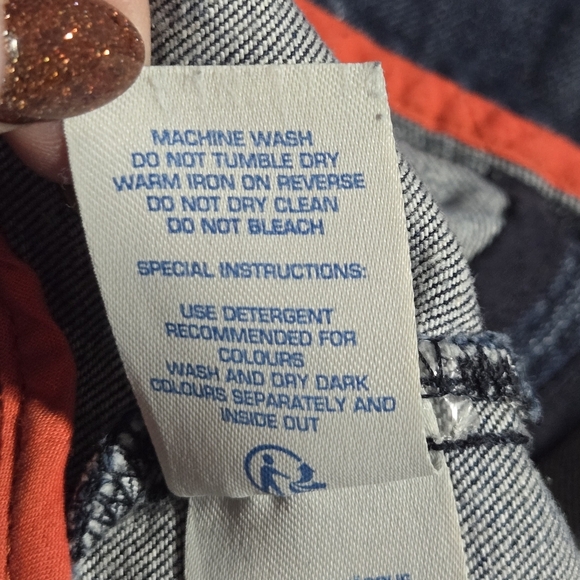 MACHINE WASH
DO NOT TUMBLE DRY
WARM IRON ON REVERSE
DO NOT DRY CLEAN
DO NOT BLEACH
SPECIAL INSTRUCTIONS:
USE DETERGENT
RECOMMENDED FOR
COLOURS
WASH AND DRY DARK
COLOURS SEPARATELY AND
INSIDE OUT